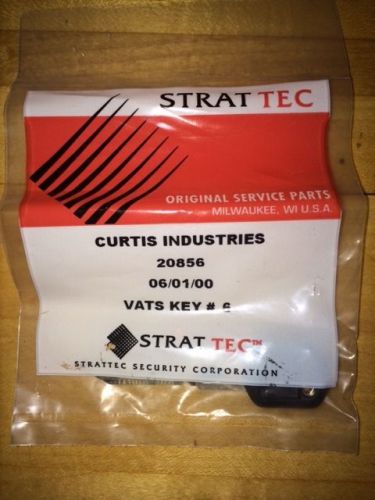 STRAT TEC
ORIGINAL SERVICE PARTS
MILWAUKEE, WI U.S.A.
CURTIS INDUSTRIES
20856
06/01/00
VATS KEY # 6
STRAT TEC™
STRATTEC SECURITY CORPORATION